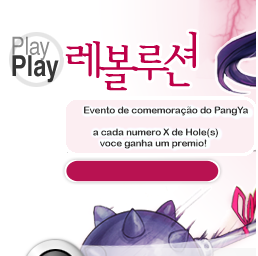 Play
Play
레볼루션
Evento de comemoração do PangYa
a cada numero X de Hole(s)
voce ganha um premio!